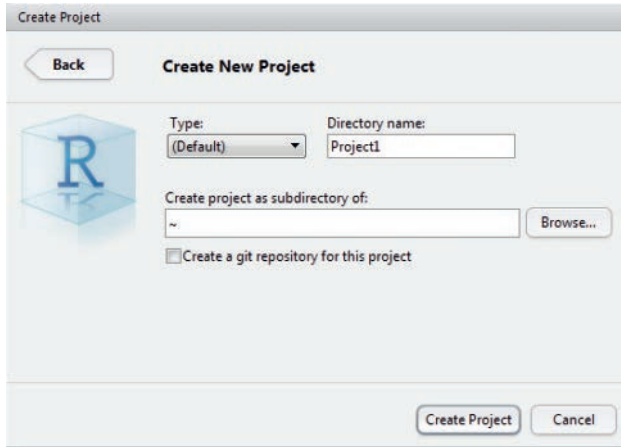 Create Project
Back
Create New Project
R
Type:
Directory name:
(Default)
Project1
Create project as subdirectory of:
~
Browse...
Create a git repository for this project
Create Project
Cancel